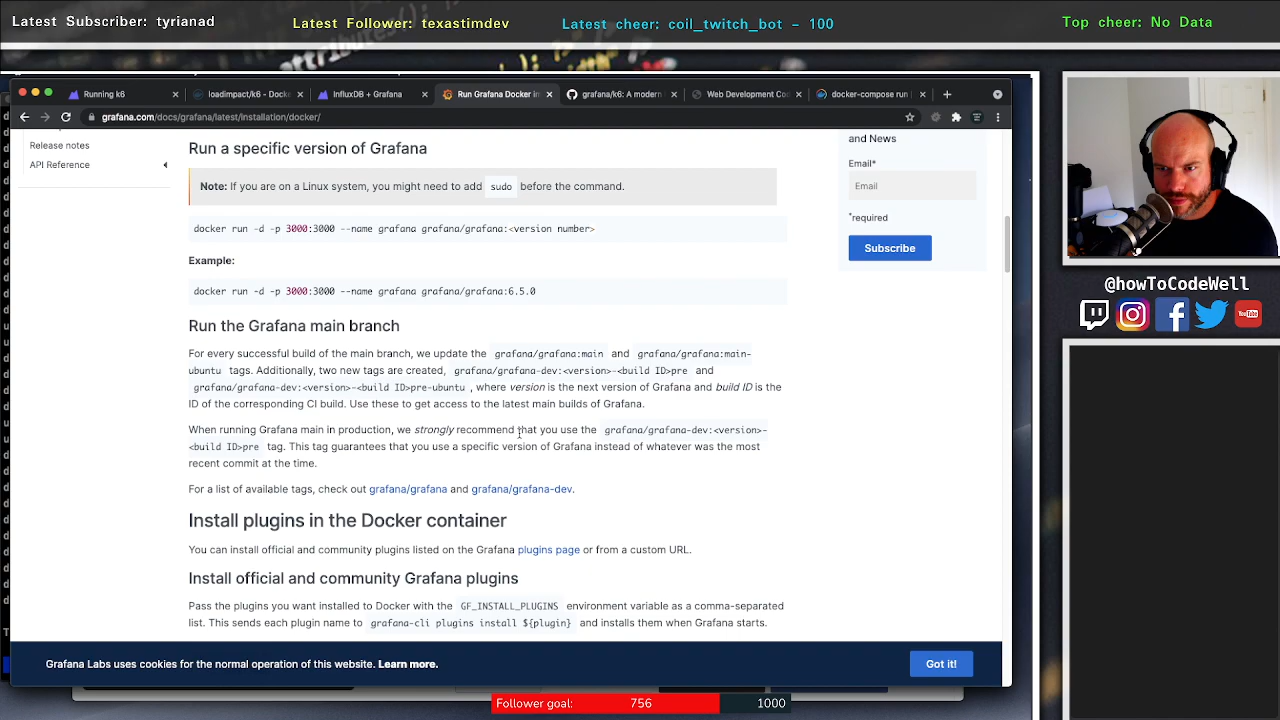 Latest Subscriber: tyrianad
Latest Follower: texastimdev
Latest cheer: coil_twitch_bot - 100
Top cheer: No Data
attributes():
Running k6
loadimpact/k6 - Docke
InfluxDB + Grafana
Run Grafana Docker im
grafana/k6: A modern
Web Development Co
docker-compose run
grafana.com/docs/grafana/latest/installation/docker/
Release notes
API Reference
Run a specific version of Grafana
Note: If you are on a Linux system, you might need to add sudo before the command.
docker run -d -p 3000:3000 --name grafana grafana/grafana:<version number>
Example:
docker run -d -p 3000:3000 --name grafana grafana/grafana:6.5.0
Run the Grafana main branch
For every successful build of the main branch, we update the grafana/grafana:main and grafana/grafana:main-
ubuntu tags. Additionally, two new tags are created, grafana/grafana-dev:<version>-<build ID>pre and
grafana/grafana-dev:<version>-<build ID>pre-ubuntu , where version is the next version of Grafana and build ID is the
ID of the corresponding CI build. Use these to get access to the latest main builds of Grafana.
When running Grafana main in production, we strongly recommend that you use the grafana/grafana-dev:<version>-
<build ID>pre tag. This tag guarantees that you use a specific version of Grafana instead of whatever was the most
recent commit at the time.
For a list of available tags, check out grafana/grafana and grafana/grafana-dev.
Install plugins in the Docker container
You can install official and community plugins listed on the Grafana plugins page or from a custom URL.
Install official and community Grafana plugins
Pass the plugins you want installed to Docker with the GF_INSTALL_PLUGINS environment variable as a comma-separated
list. This sends each plugin name to grafana-cli plugins install ${plugin} and installs them when Grafana starts.
and News
Email*
Email
*required
Subscribe
Grafana Labs uses cookies for the normal operation of this website. Learn more.
Got it!
@howToCodeWell
You Tube
Follower goal: 756 1000